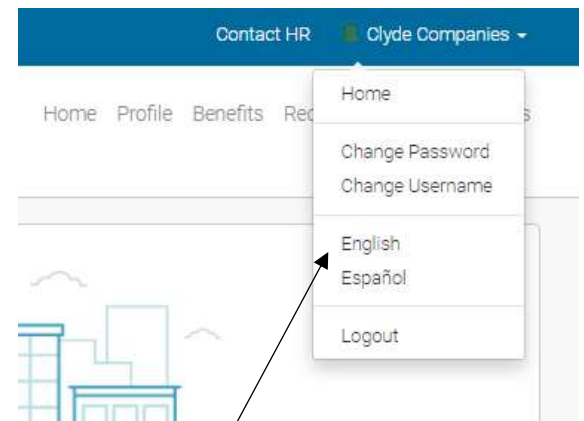 Contact HR Clyde Companies
Home Profile Benefits
Home
Change Password
Change Username
English
Español
Logout